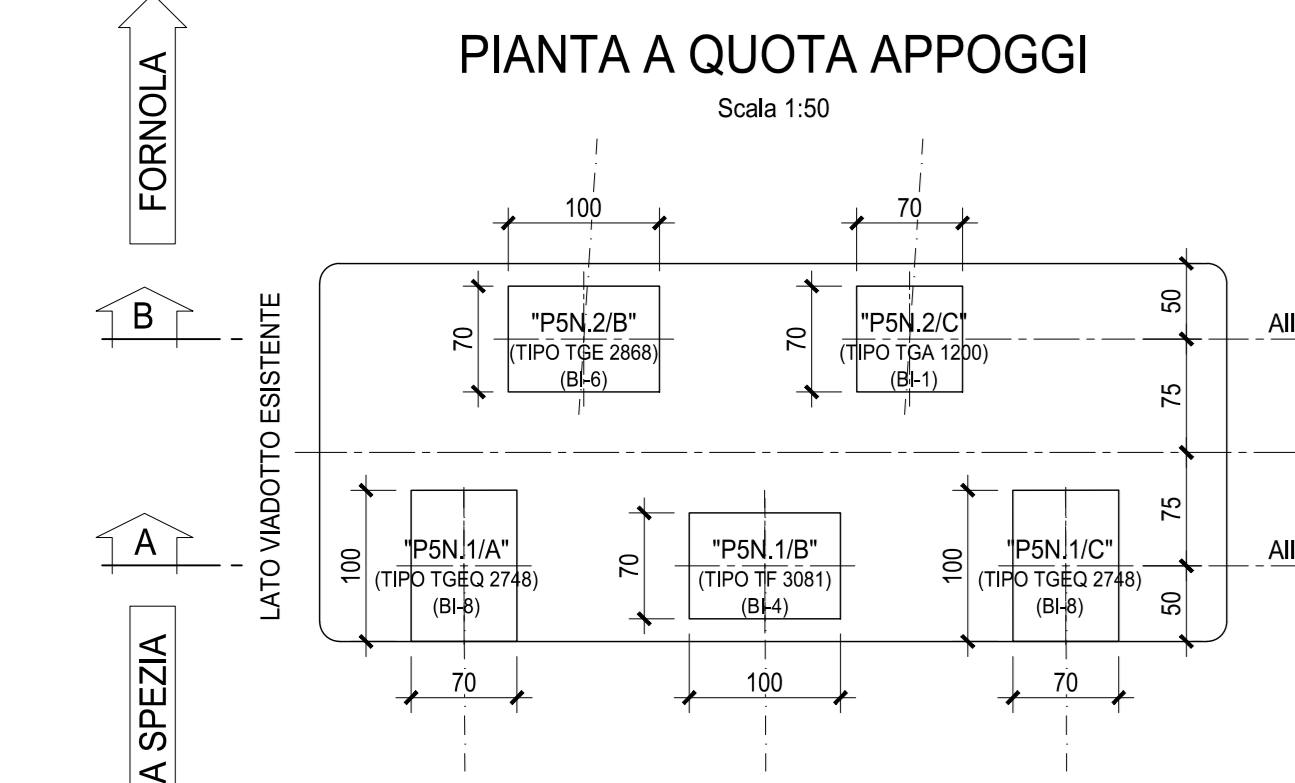 PIANTA A QUOTA APPOGGI
Scala 1:50
FORNOLA
B
LATO VIADOTTO ESISTENTE
A
A SPEZIA
100
70
70
"P5N.2/B"
(TIPO TGE 2868)
(BI-6)
70
"P5N.2/C"
(TIPO TGA 1200)
(BI-1)
50
75
75
50
All
All
100
"P5N.1/A"
(TIPO TGEQ 2748)
(BI-8)
70
"P5N.1/B"
(TIPO TF 3081)
(BI-4)
100
"P5N.1/C"
(TIPO TGEQ 2748)
(BI-8)
70
100
70